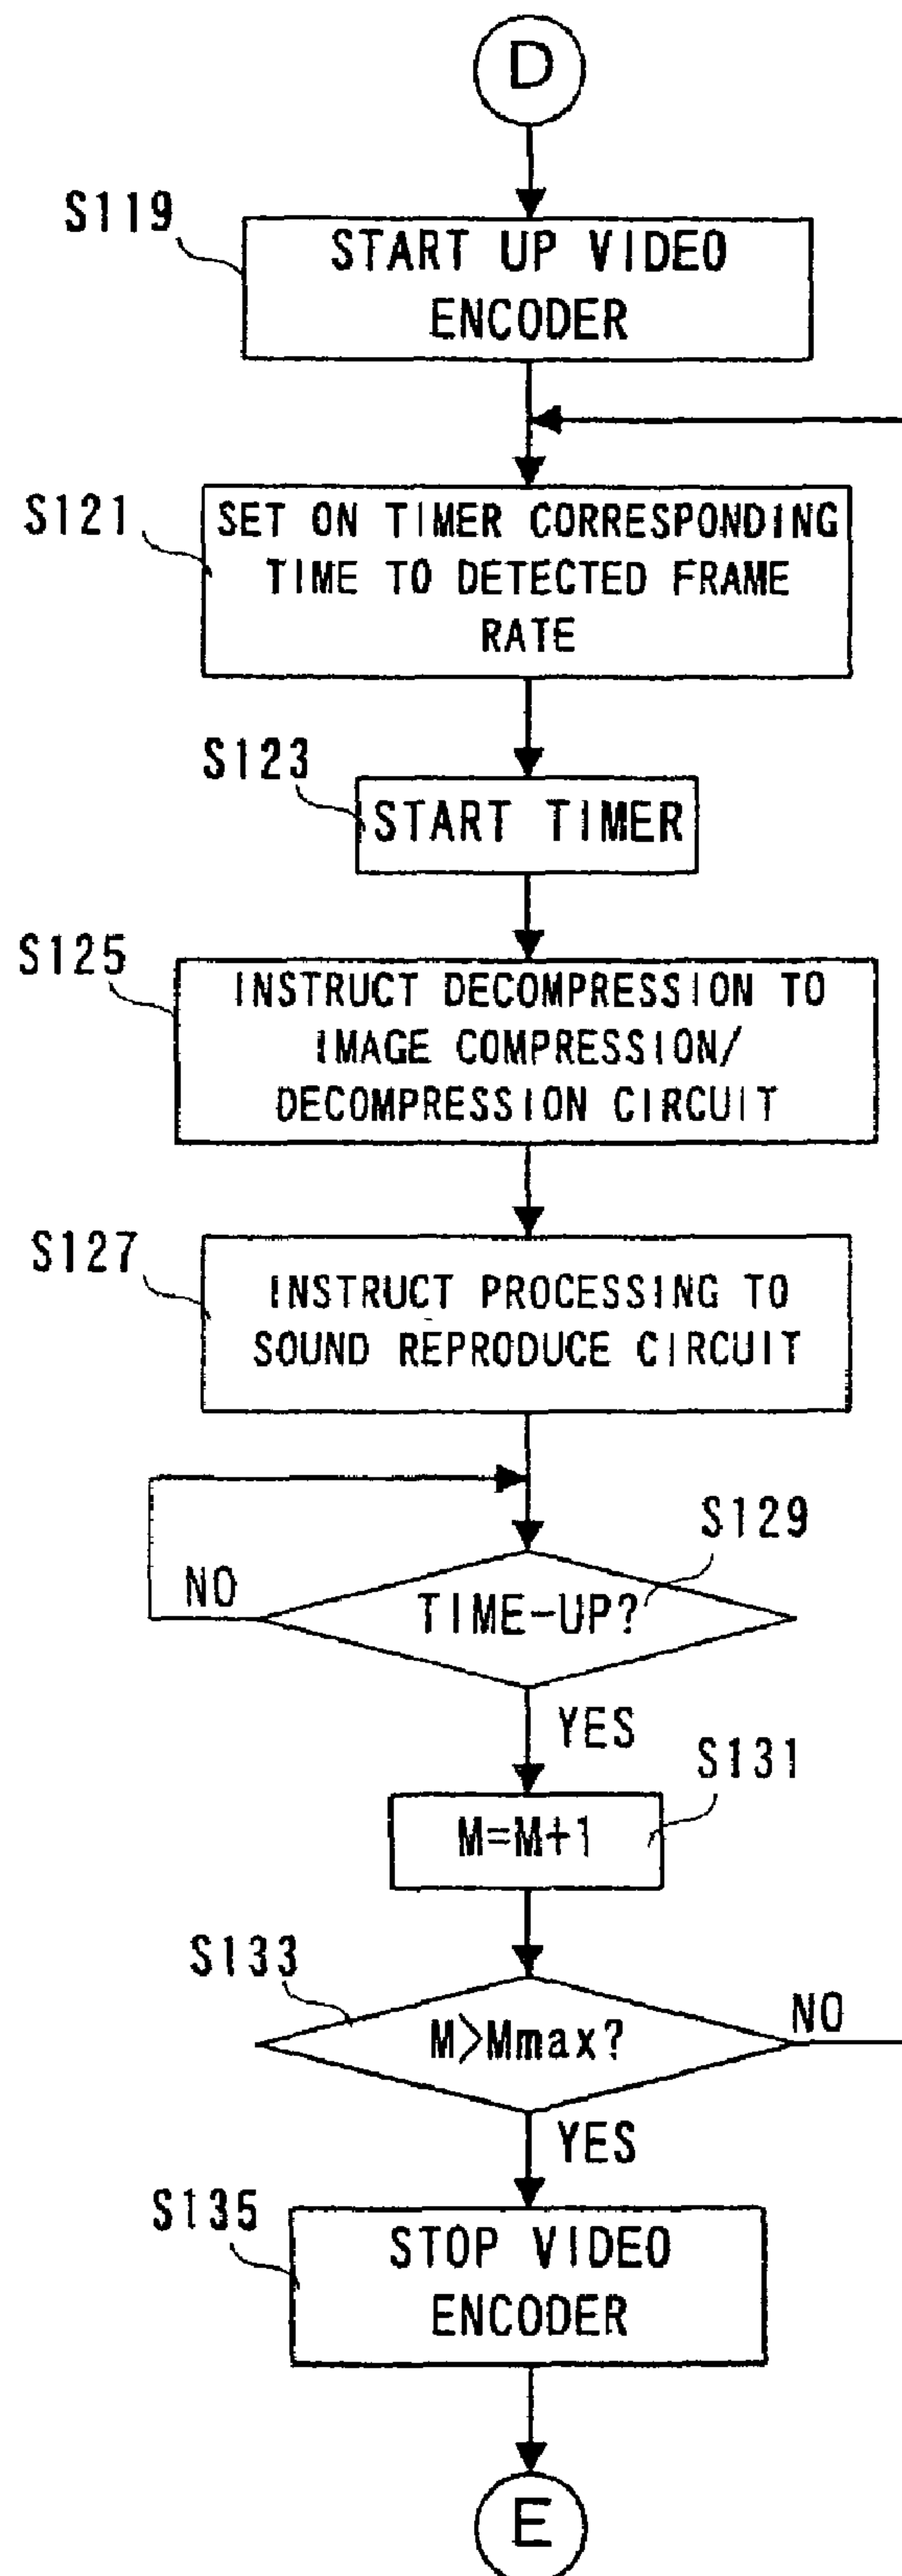 D
S119
START UP VIDEO
ENCODER
S121
SET ON TIMER CORRESPONDING
TIME TO DETECTED FRAME
RATE
S123
START TIMER
S125
INSTRUCT DECOMPRESSION TO
IMAGE COMPRESSION/
DECOMPRESSION CIRCUIT
S127
INSTRUCT PROCESSING TO
SOUND REPRODUCE CIRCUIT
S129
NO
TIME-UP?
YES
S131
M=M+1
S133
M>Mmax?
NO
YES
S135
STOP VIDEO
ENCODER
E